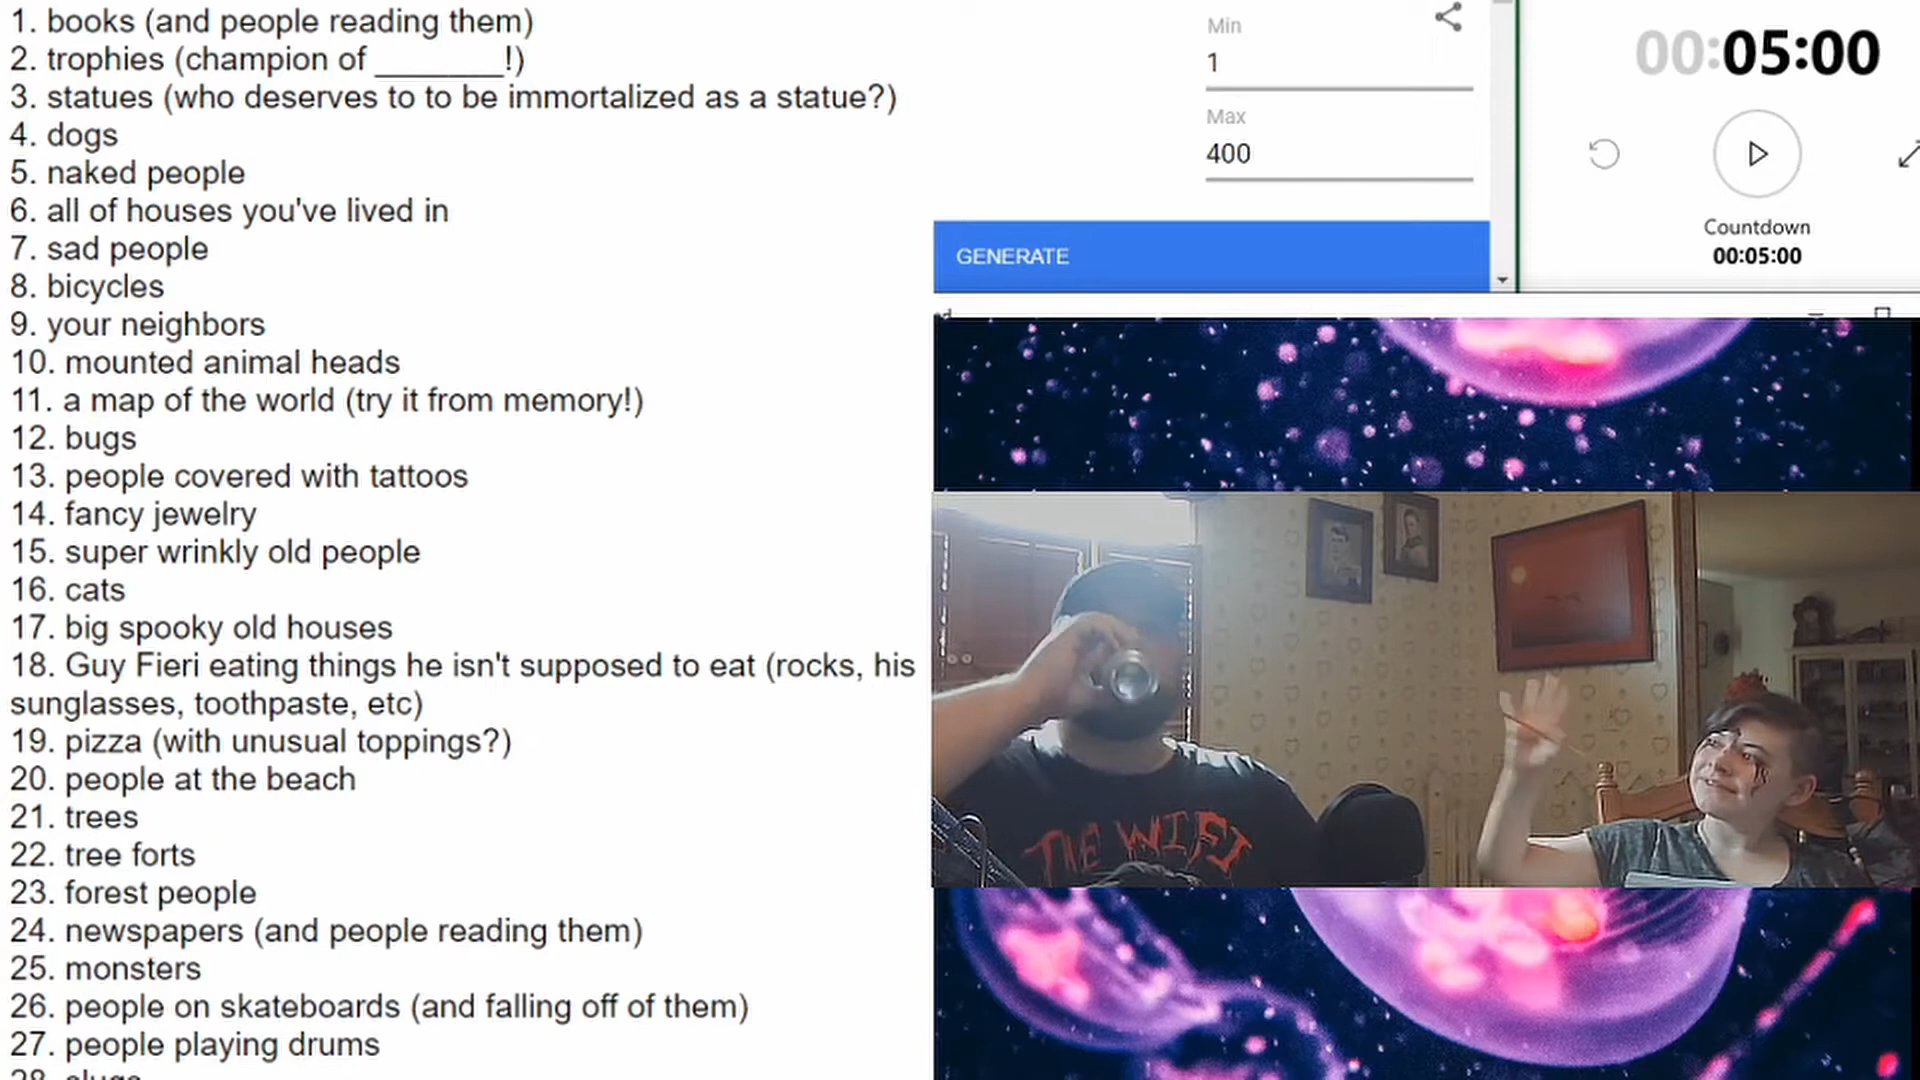 1. books (and people reading them)
2. trophies (champion of ________!)
3. statues (who deserves to to be immortalized as a statue?)
4. dogs
5. naked people
6. all of houses you've lived in
7. sad people
8. bicycles
9. your neighbors
10. mounted animal heads
11. a map of the world (try it from memory!)
12. bugs
13. people covered with tattoos
14. fancy jewelry
15. super wrinkly old people
16. cats
17. big spooky old houses
18. Guy Fieri eating things he isn't supposed to eat (rocks, his
sunglasses, toothpaste, etc)
19. pizza (with unusual toppings?)
20. people at the beach
21. trees
22. tree forts
23. forest people
24. newspapers (and people reading them)
25. monsters
26. people on skateboards (and falling off of them)
27. people playing drums
28. slugs
Min
1
Max
400
GENERATE
00:05:00
Countdown
00:05:00
THE WIFI